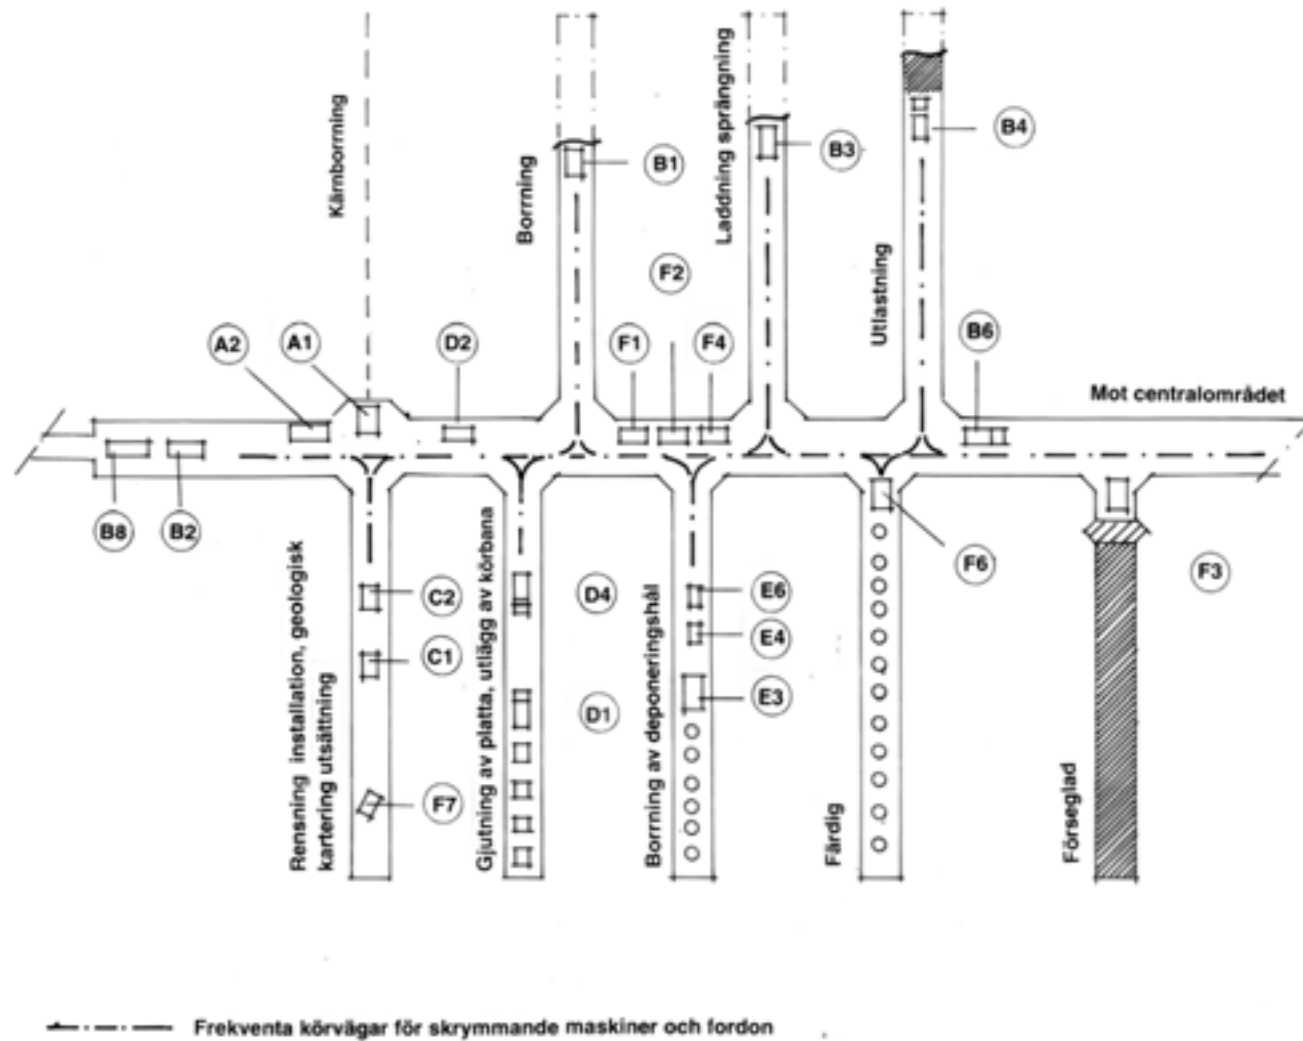 Kärnborrning
Borrning
Laddning sprängning
Utlastning
B1
B3
B4
F2
A2
A1
D2
F1
F4
B6
Mot centralområdet
B8
B2
Rensning installation, geologisk
kartering utsättning
C2
C1
F7
Gjutning av platta, utlägg av körbana
D4
D1
Borrning av deponeringshål
E6
E4
E3
Färdig
F6
Förseglad
F3
Frekventa körvägar för skrymmande maskiner och fordon